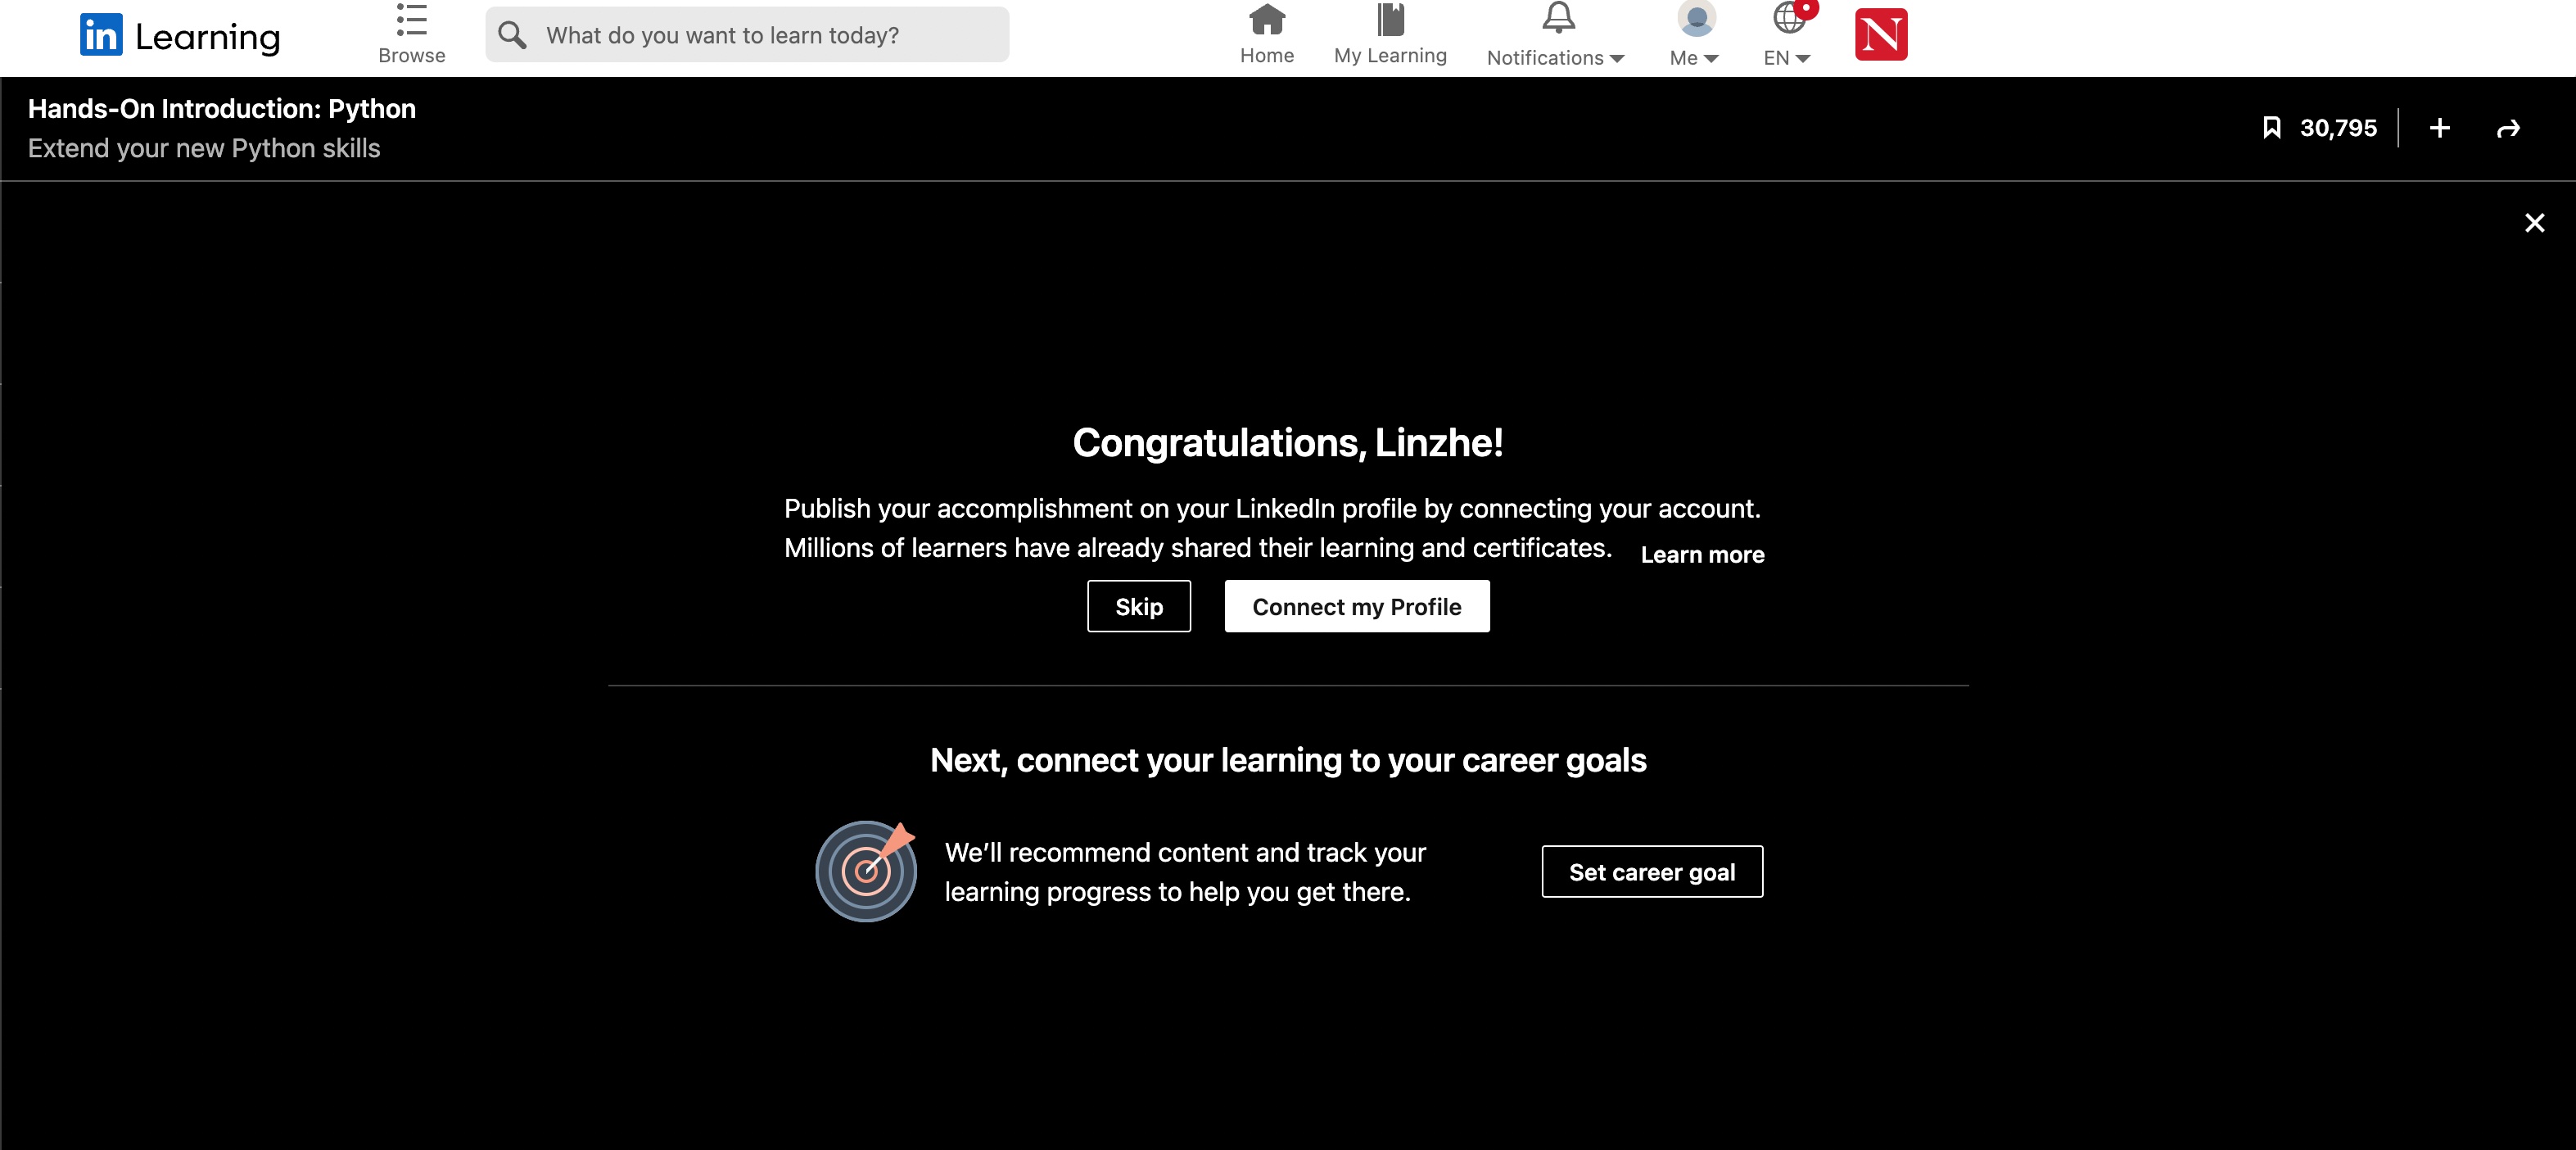 in Learning
Browse
What do you want to learn today?
Home
My Learning
Notifications
Me
EN
N
Hands-On Introduction: Python
Extend your new Python skills
30,795
Congratulations, Linzhe!
Publish your accomplishment on your LinkedIn profile by connecting your account.
Millions of learners have already shared their learning and certificates. Learn more
Skip
Connect my Profile
Next, connect your learning to your career goals
We’ll recommend content and track your
learning progress to help you get there.
Set career goal